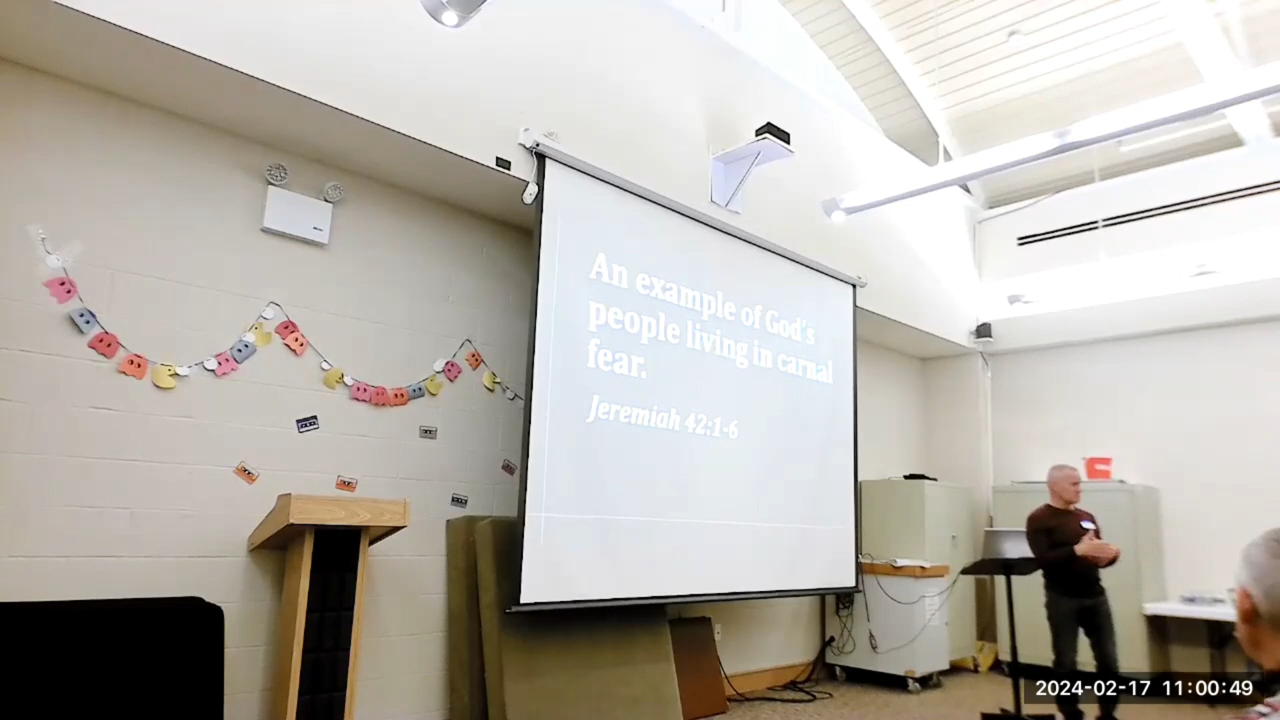 An example of God's
people living in carnal
fear.
Jeremiah 42:1-6
2024-02-17 11:00:49